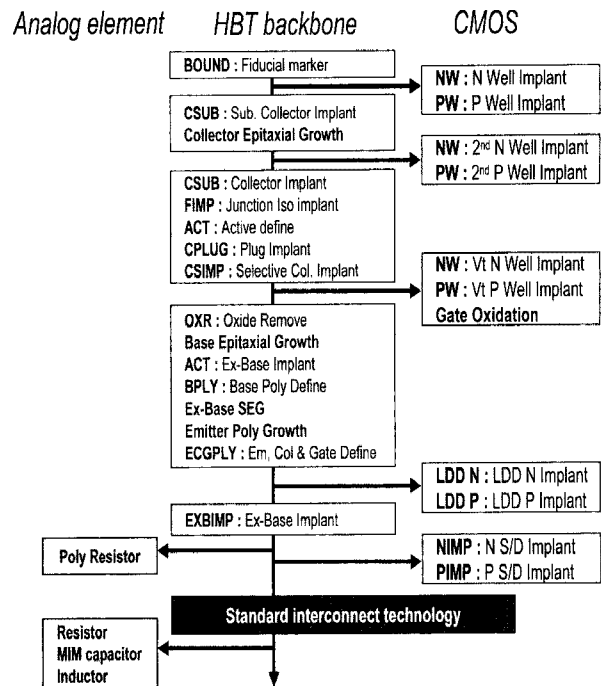 Analog element HBT backbone CMOS
BOUND : Fiducial marker
NW : N Well Implant
PW : P Well Implant
CSUB : Sub. Collector Implant
Collector Epitaxial Growth
NW : 2nd N Well Implant
PW : 2nd P Well Implant
CSUB : Collector Implant
FIMP : Junction Iso implant
ACT : Active define
CPLUG : Plug Implant
CSIMP : Selective Col. Implant
NW : Vt N Well Implant
PW : Vt P Well Implant
Gate Oxidation
OXR : Oxide Remove
Base Epitaxial Growth
ACT : Ex-Base Implant
BPLY : Base Poly Define
Ex-Base SEG
Emitter Poly Growth
ECGPLY : Em, Col & Gate Define
LDD N : LDD N Implant
LDD P : LDD P Implant
EXBIMP : Ex-Base Implant
Poly Resistor
NIMP : N S/D Implant
PIMP : P S/D Implant
Standard interconnect technology
Resistor
MIM capacitor
Inductor